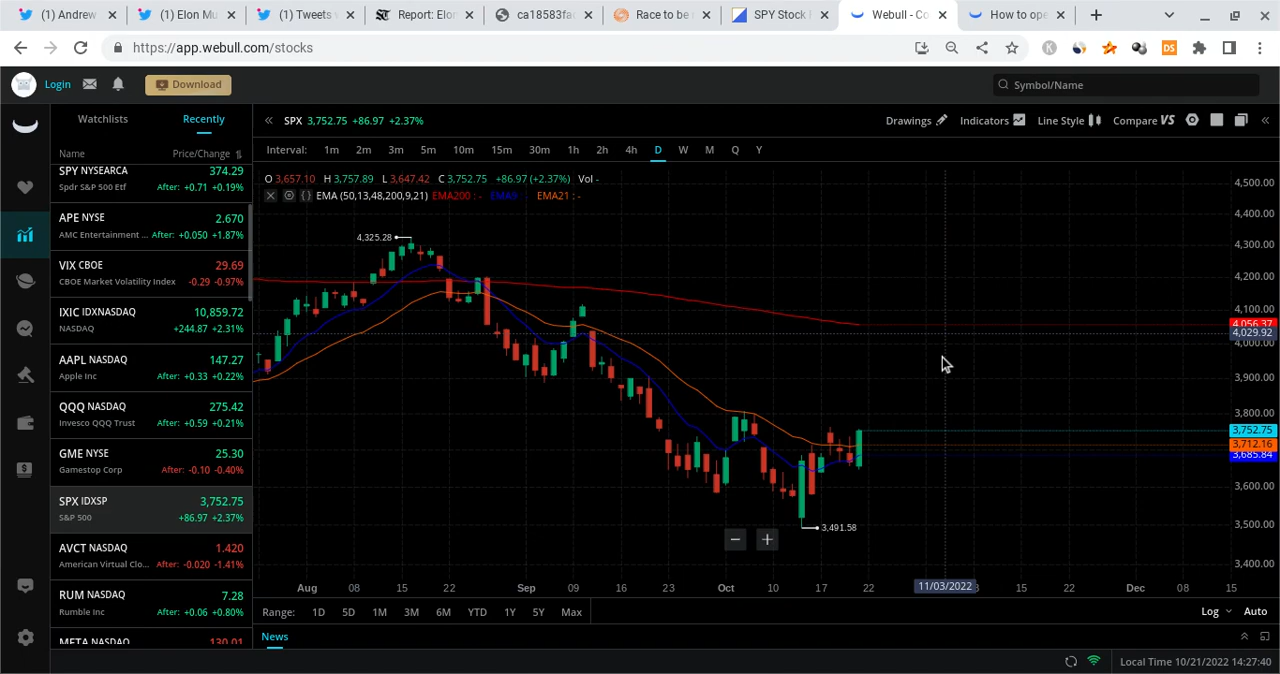 (1) Andrew
(1) Elon Mu
(1) Tweets
Report: Elon
ca18583fa
Race to be
SPY Stock
Webull - Co
How to ope
https://app.webull.com/stocks
DS
Login
Download
Symbol/Name
Watchlists
Recently
SPX 3,752.75 +86.97 +2.37%
Drawings
Indicators
Line Style
Compare VS
Name
Price/Change
Interval: 1m 2m 3m 5m 10m 15m 30m 1h 2h 4h D W M Q Y
O 3,657.10 H 3,757.89 L 3,647.42 C 3,752.75 +86.97 (+2.37%) Vol -
EMA (50,13,48,200,9,21) EMA200 : - EMA9 EMA21 : -
SPY NYSEARCA 374.29
Spdr S&P 500 Etf After: +0.71 +0.19%
APE NYSE 2.670
AMC Entertainment ... After: +0.050 +1.87%
VIX CBOE 29.69
CBOE Market Volatility Index -0.29 -0.97%
IXIC IDXNASDAQ 10,859.72
NASDAQ +244.87 +2.31%
AAPL NASDAQ 147.27
Apple Inc After: +0.33 +0.22%
QQQ NASDAQ 275.42
Invesco QQQ Trust After: +0.59 +0.21%
GME NYSE 25.30
Gamestop Corp After: -0.10 -0.40%
SPX IDXSP 3,752.75
S&P 500 +86.97 +2.37%
AVCT NASDAQ 1.420
American Virtual Clo... After: -0.020 -1.41%
RUM NASDAQ 7.28
Rumble Inc After: +0.06 +0.80%
META NASDAQ 130.01
4,325.28
3,491.58
4,500.00
4,400.00
4,300.00
4,200.00
4,100.00
4,056.37
4,029.92
4,000.00
3,900.00
3,800.00
3,752.75
3,712.16
3,685.84
3,600.00
3,500.00
3,400.00
Aug 08 15 22 Sep 09 16 23 Oct 10 17 22 11/03/2022 15 22 Dec 08 15
Range: 1D 5D 1M 3M 6M YTD 1Y 5Y Max
Log
Auto
News
Local Time 10/21/2022 14:27:40